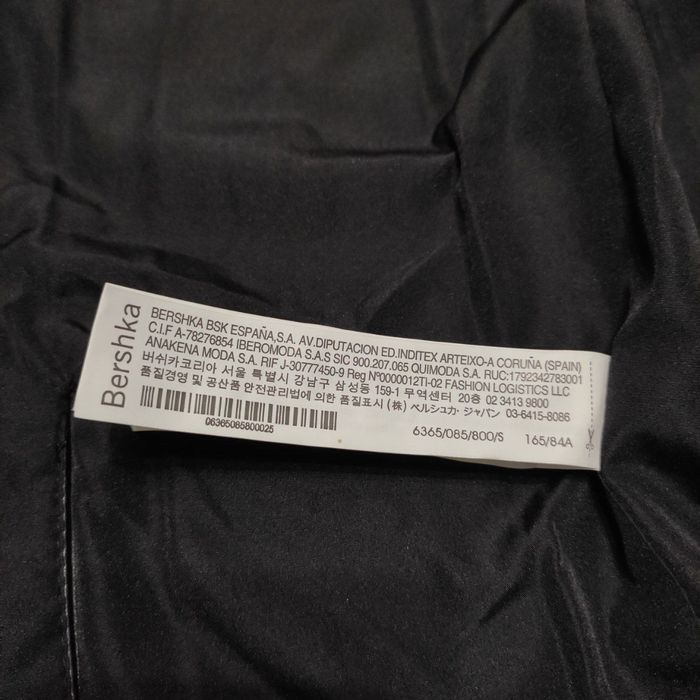 Bershka
BERSHKA BSK ESPAÑA,S.A. AV.DIPUTACION ED.INDITEX ARTEIXO-A CORUÑA (SPAIN)
C.I.F A-78276854 IBEROMODA S.A.S SIC 900.207.065 QUIMODA S.A. RUC:1792342783001
ANAKENA MODA S.A. RIF J-30777450-9 Reg Nº0000012TI-02 FASHION LOGISTICS LLC
버쉬카코리아 서울 특별시 강남구 삼성동 159-1 무역센터 20층 02 3413 9800
품질경영 및 공산품 안전관리법에 의한 품질표시 (株) ベルシュカ・ジャパン 03-6415-8086
06365085800025
6365/085/800/S 165/84A